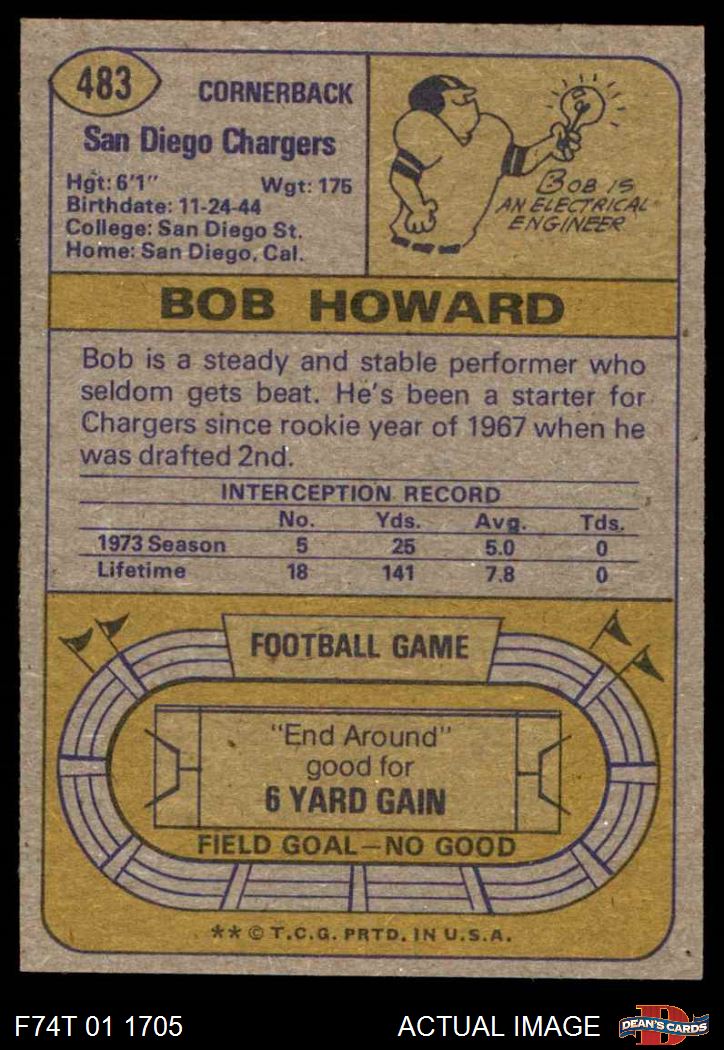 483
CORNERBACK
San Diego Chargers
Hgt: 6'1" Wgt: 175
Birthdate: 11-24-44
College: San Diego St.
Home: San Diego, Cal.
BOB IS
AN ELECTRICAL
ENGINEER
BOB HOWARD
Bob is a steady and stable performer who
seldom gets beat. He's been a starter for
Chargers since rookie year of 1967 when he
was drafted 2nd.
INTERCEPTION RECORD
No. Yds. Avg. Tds.
1973 Season 5 25 5.0 0
Lifetime 18 141 7.8 0
FOOTBALL GAME
"End Around"
good for
6 YARD GAIN
FIELD GOAL—NO GOOD
** © T.C.G. PRTD. IN U.S.A.
F74T 01 1705 ACTUAL IMAGE
D
DEAN'S CARDS